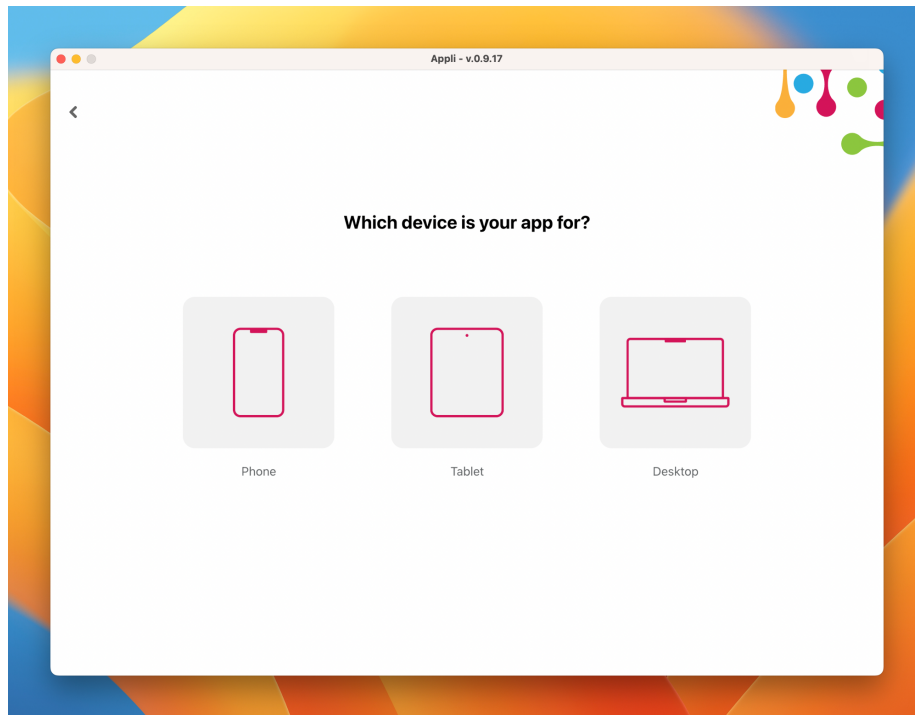 Appli - v.0.9.17
Which device is your app for?
Phone
Tablet
Desktop